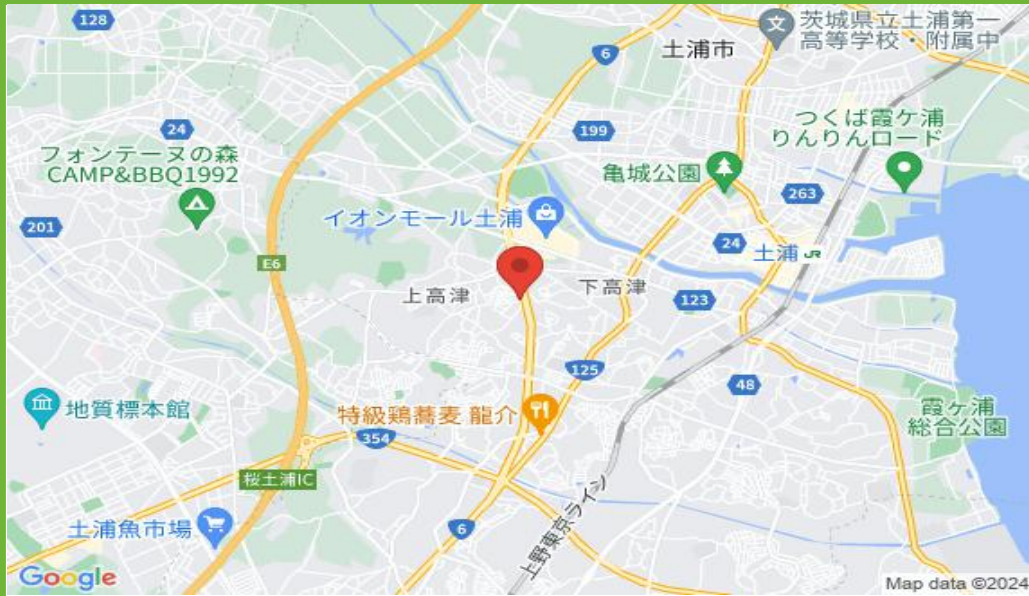 128
茨城県立土浦第一
高等学校・附属中
6
土浦市
つくば霞ケ浦
りんりんロード
24
199
フォンテーヌの森
CAMP&BBQ1992
亀城公園
263
201
イオンモール土浦
24
土浦 JR
E6
上高津
下高津
123
125
48
地質標本館
特級鶏蕎麦 龍介
354
霞ヶ浦
総合公園
桜土浦IC
上野東京ライン
土浦魚市場
6
Google
Map data ©2024